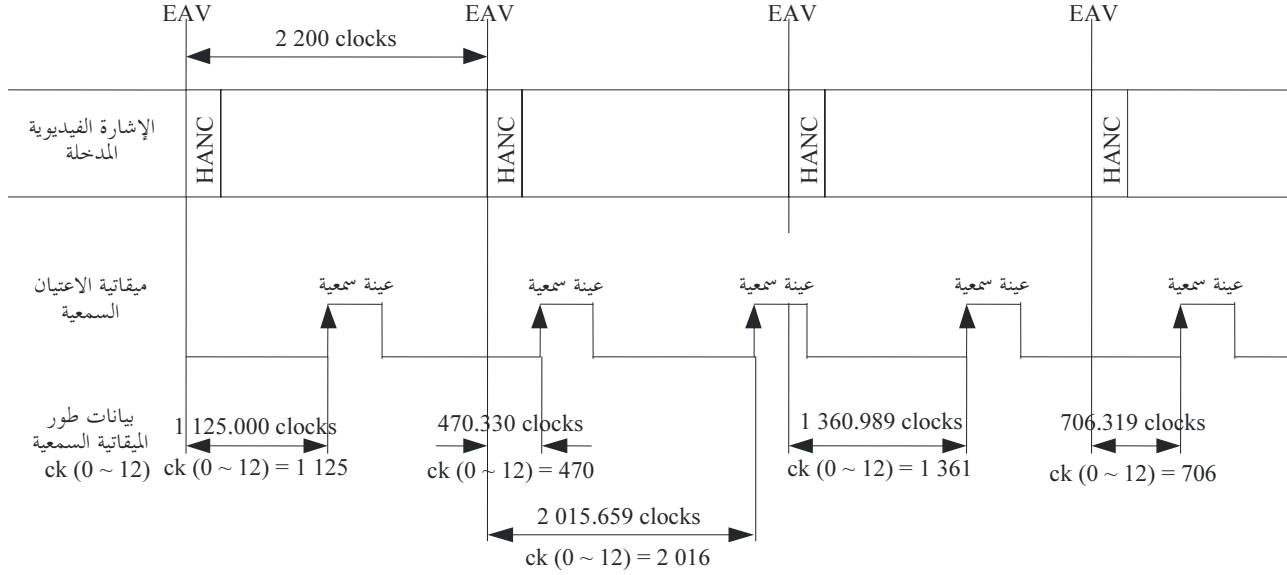 EAV EAV EAV EAV
2 200 clocks
الإشارة الفيديوية
المدخلة
HANC HANC HANC HANC
ميقاتية الاعتيان
السمعية
عينة سمعية عينة سمعية عينة سمعية عينة سمعية عينة سمعية
بيانات طور
الميقاتية السمعية
ck (0 ~ 12)
1 125.000 clocks
ck (0 ~ 12) = 1 125
470.330 clocks
ck (0 ~ 12) = 470
1 360.989 clocks
ck (0 ~ 12) = 1 361
706.319 clocks
ck (0 ~ 12) = 706
2 015.659 clocks
ck (0 ~ 12) = 2 016